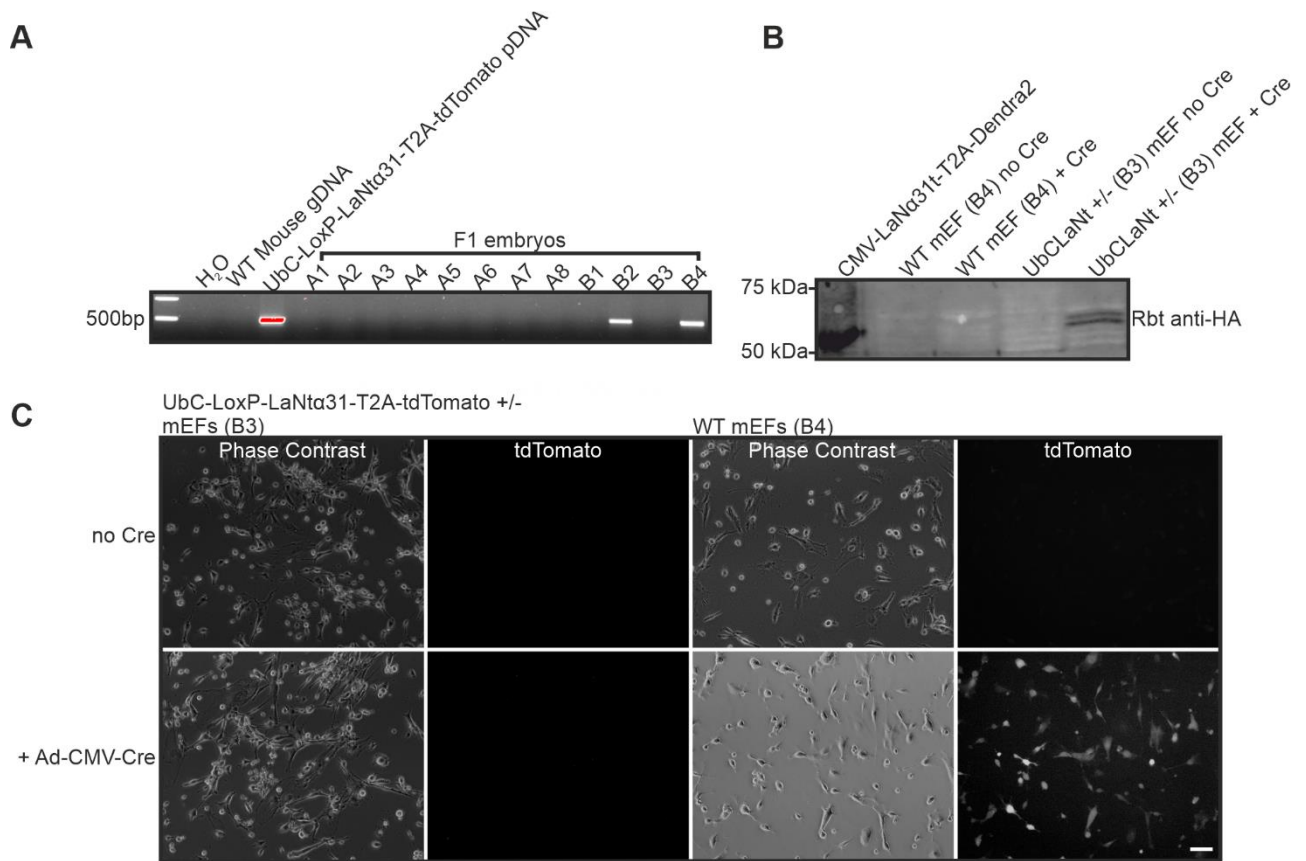 A
H₂O
WT Mouse gDNA
UbC-LoxP-LaNtα31-T2A-tdTomato pDNA
F1 embryos
A1 A2 A3 A4 A5 A6 A7 A8 B1 B2 B3 B4
500bp
B
CMV-LaNα31t-T2A-Dendra2
WT mEF (B4) no Cre
WT mEF (B4) + Cre
UbCLaNt +/- (B3) mEF no Cre
UbCLaNt +/- (B3) mEF + Cre
75 kDa
Rbt anti-HA
50 kDa
C
UbC-LoxP-LaNtα31-T2A-tdTomato +/-
mEFs (B3)
WT mEFs (B4)
Phase Contrast
tdTomato
Phase Contrast
tdTomato
no Cre
+ Ad-CMV-Cre